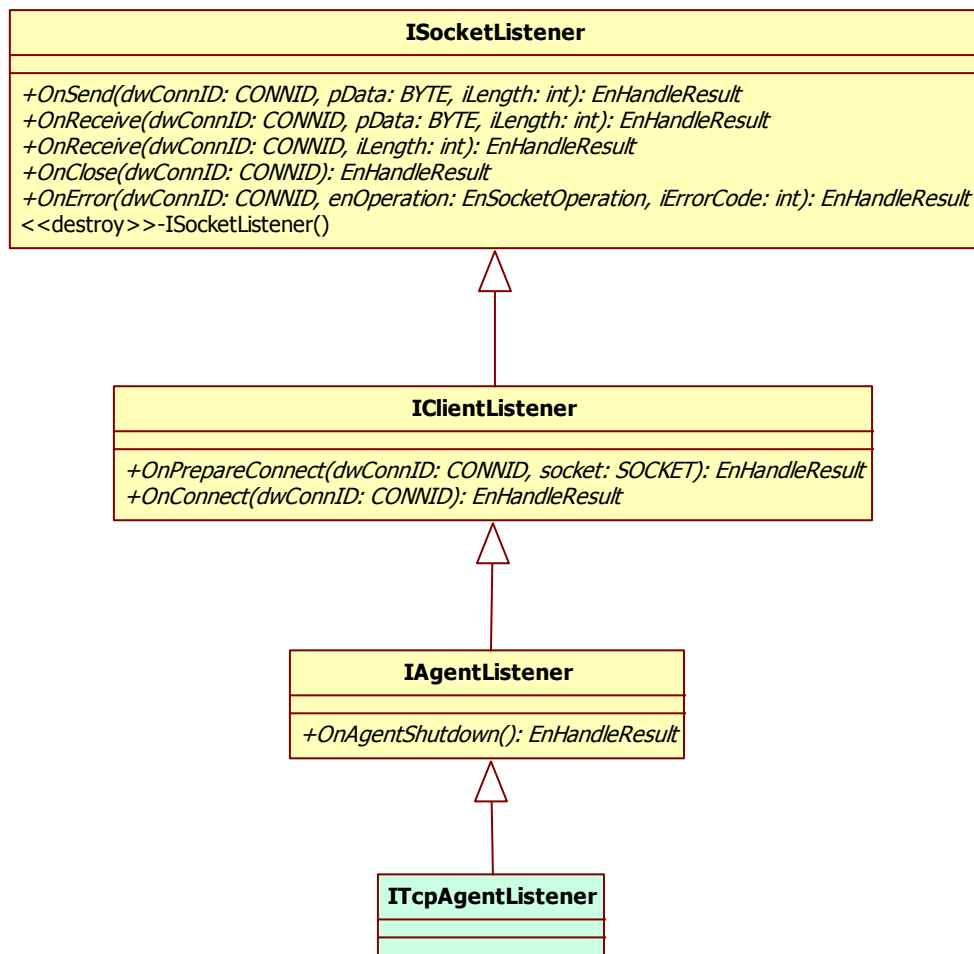 ISocketListener
+OnSend(dwConnID: CONNID, pData: BYTE, iLength: int): EnHandleResult
+OnReceive(dwConnID: CONNID, pData: BYTE, iLength: int): EnHandleResult
+OnReceive(dwConnID: CONNID, iLength: int): EnHandleResult
+OnClose(dwConnID: CONNID): EnHandleResult
+OnError(dwConnID: CONNID, enOperation: EnSocketOperation, iErrorCode: int): EnHandleResult
<<destroy>>-ISocketListener()
IClientListener
+OnPrepareConnect(dwConnID: CONNID, socket: SOCKET): EnHandleResult
+OnConnect(dwConnID: CONNID): EnHandleResult
IAgentListener
+OnAgentShutdown(): EnHandleResult
ITcpAgentListener